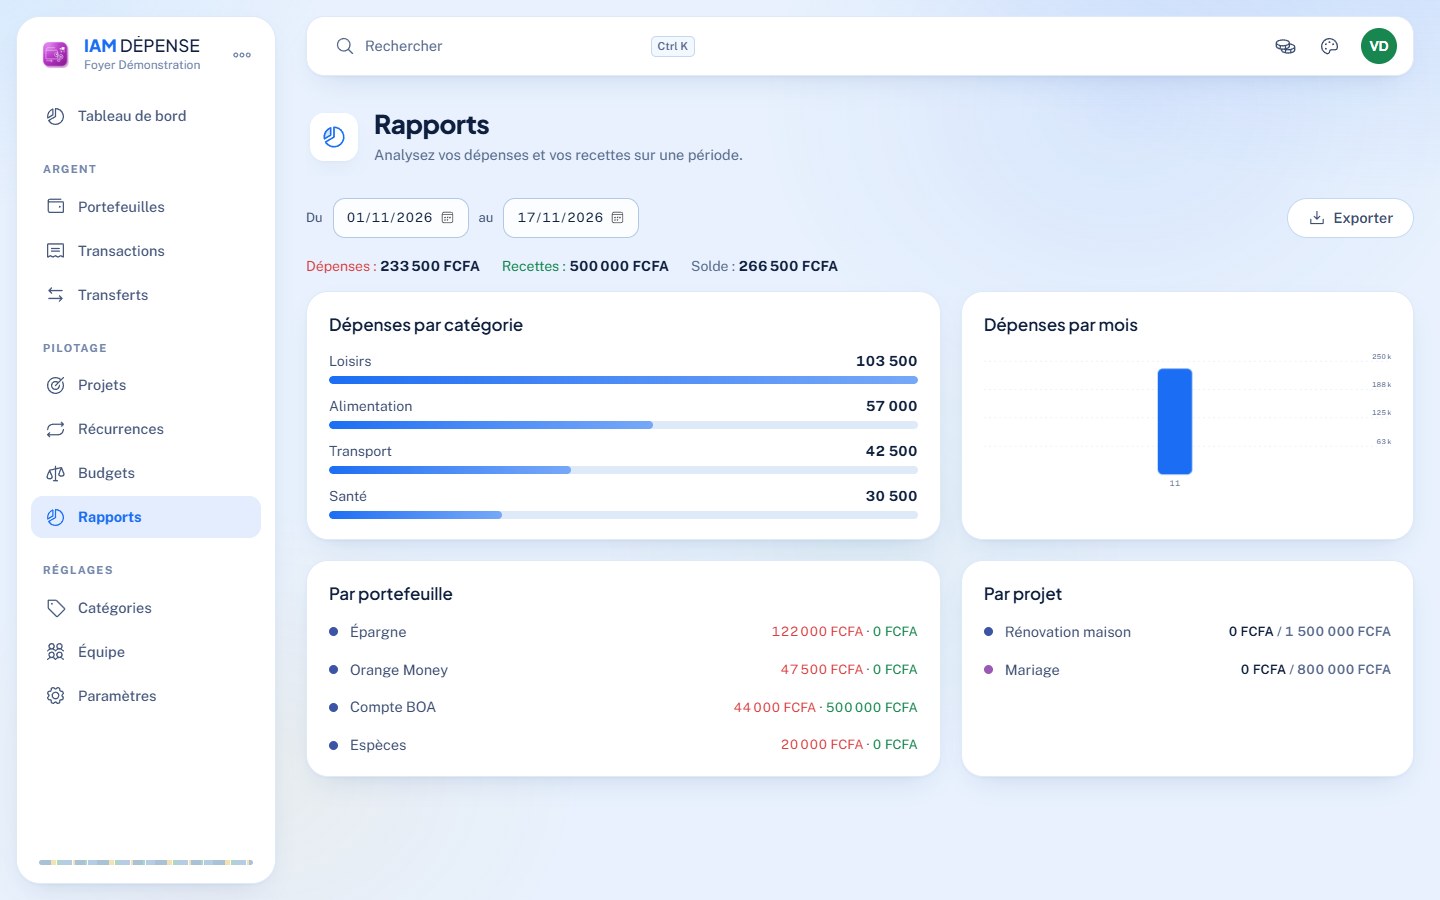 IAM DÉPENSE
Foyer Démonstration
Tableau de bord
ARGENT
Portefeuilles
Transactions
Transferts
PILOTAGE
Projets
Récurrences
Budgets
Rapports
RÉGLAGES
Catégories
Équipe
Paramètres
Rechercher
Ctrl K
VD
Rapports
Analysez vos dépenses et vos recettes sur une période.
Du 01/11/2026 au 17/11/2026
Exporter
Dépenses : 233 500 FCFA Recettes : 500 000 FCFA Solde : 266 500 FCFA
Dépenses par catégorie
Loisirs 103 500
Alimentation 57 000
Transport 42 500
Santé 30 500
Dépenses par mois
250 k
188 k
125 k
63 k
11
Par portefeuille
Épargne 122 000 FCFA · 0 FCFA
Orange Money 47 500 FCFA · 0 FCFA
Compte BOA 44 000 FCFA · 500 000 FCFA
Espèces 20 000 FCFA · 0 FCFA
Par projet
Rénovation maison 0 FCFA / 1 500 000 FCFA
Mariage 0 FCFA / 800 000 FCFA